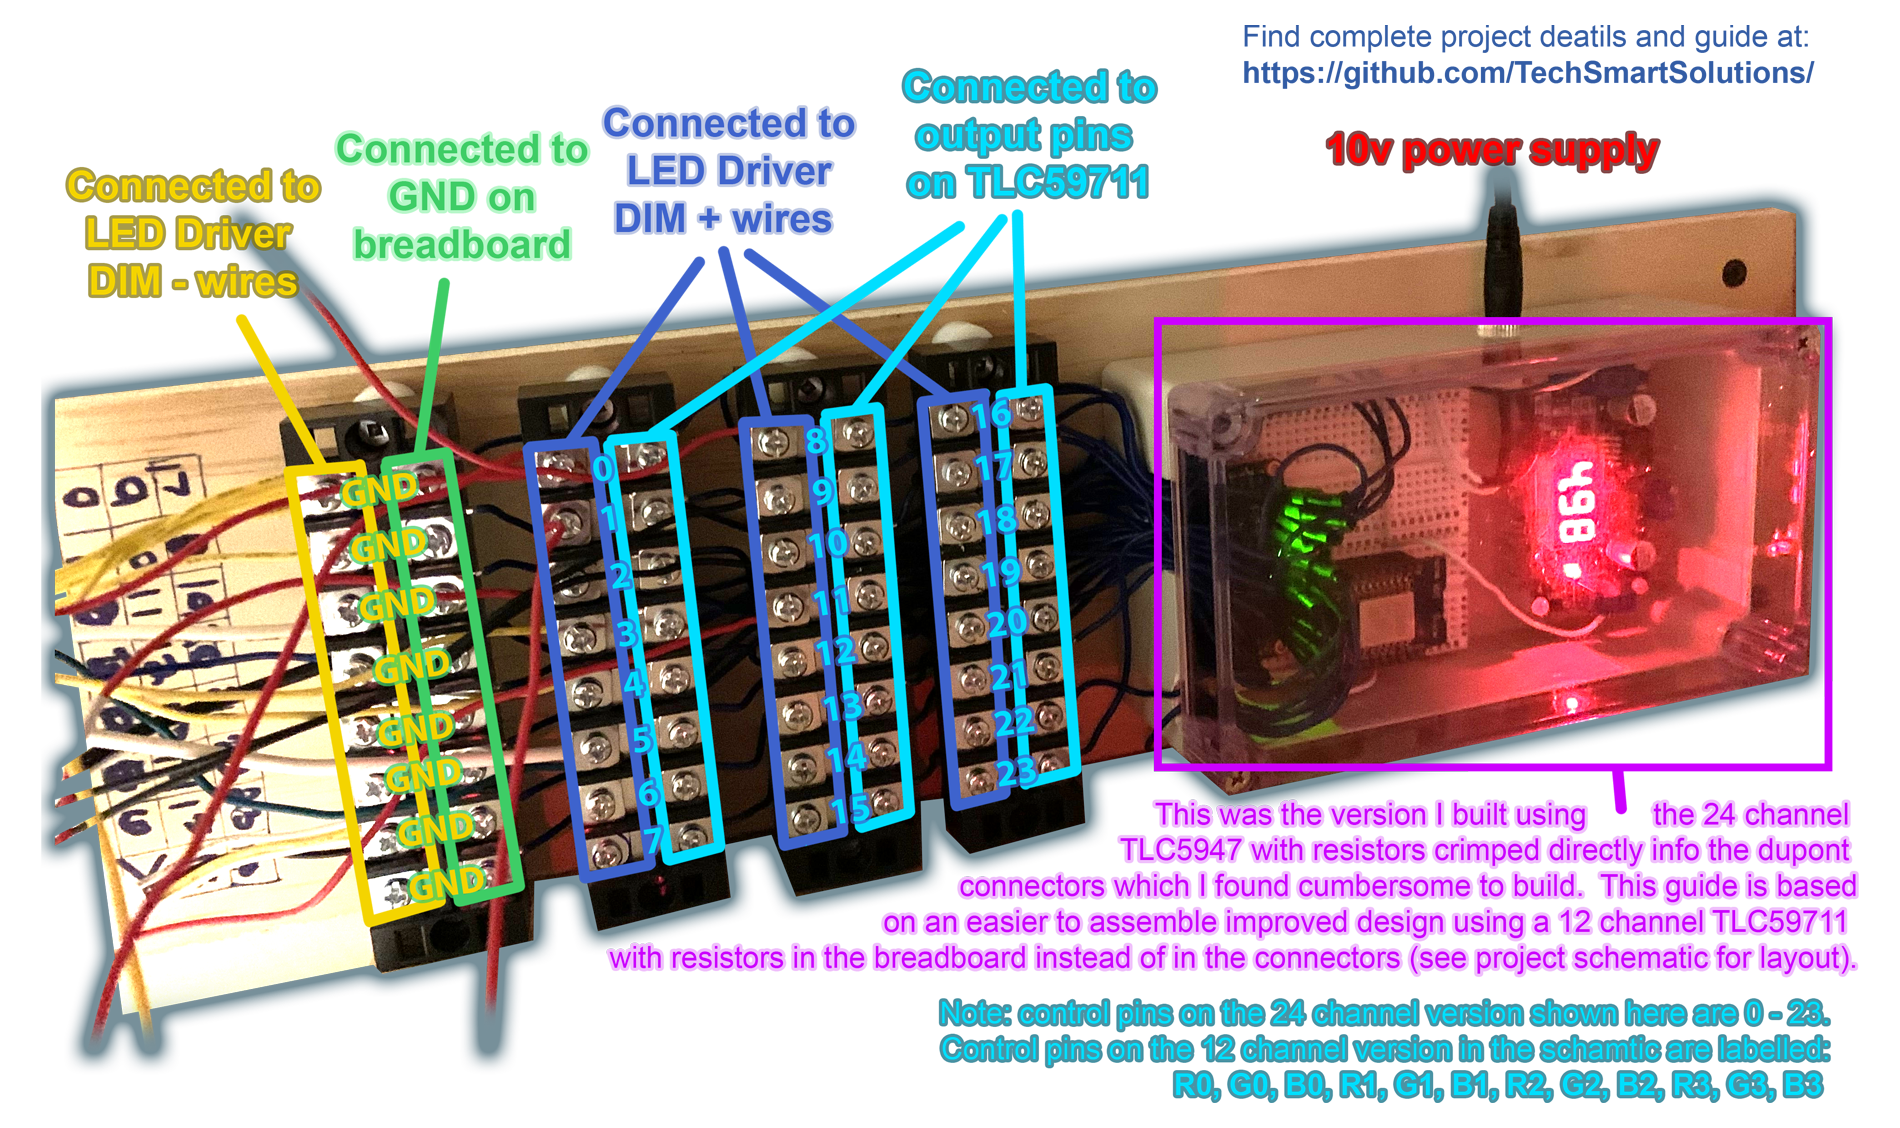 Find complete project deatils and guide at:
https://github.com/TechSmartSolutions/
10v power supply
Connected to
output pins
on TLC59711
Connected to
LED Driver
DIM + wires
Connected to
GND on
breadboard
Connected to
LED Driver
DIM - wires
GND
GND
GND
GND
GND
GND
GND
GND
0
1
2
3
4
5
6
7
8
9
10
11
12
13
14
15
16
17
18
19
20
21
22
23
This was the version I built using the 24 channel
TLC5947 with resistors crimped directly info the dupont
connectors which I found cumbersome to build. This guide is based
on an easier to assemble improved design using a 12 channel TLC59711
with resistors in the breadboard instead of in the connectors (see project schematic for layout).
Note: control pins on the 24 channel version shown here are 0 - 23.
Control pins on the 12 channel version in the schamtic are labelled:
R0, G0, B0, R1, G1, B1, R2, G2, B2, R3, G3, B3